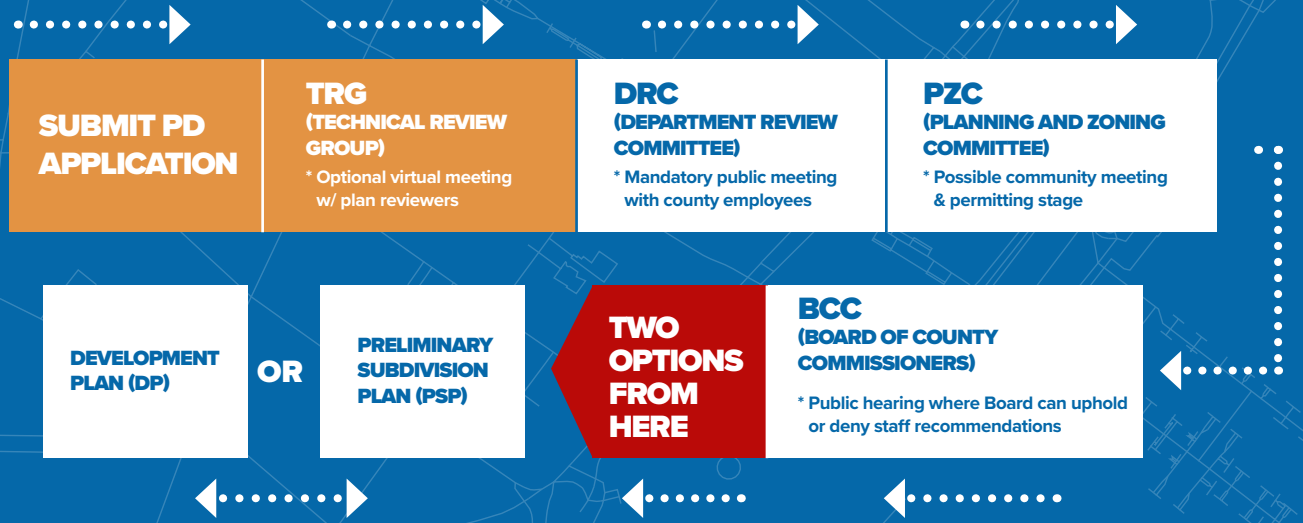 SUBMIT PD
APPLICATION
TRG
(TECHNICAL REVIEW
GROUP)
* Optional virtual meeting
w/ plan reviewers
DRC
(DEPARTMENT REVIEW
COMMITTEE)
* Mandatory public meeting
with county employees
PZC
(PLANNING AND ZONING
COMMITTEE)
* Possible community meeting
& permitting stage
BCC
(BOARD OF COUNTY
COMMISSIONERS)
* Public hearing where Board can uphold
or deny staff recommendations
TWO
OPTIONS
FROM
HERE
PRELIMINARY
SUBDIVISION
PLAN (PSP)
OR
DEVELOPMENT
PLAN (DP)